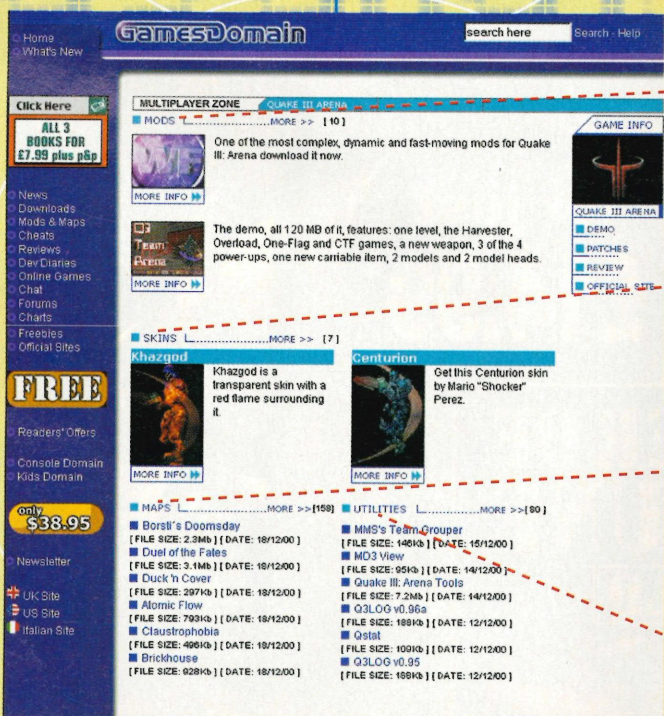 Home
What's New
GamesDomain
search here
Search - Help
Click Here
ALL 3
BOOKS FOR
£7.99 plus p&p
News
Downloads
Mods & Maps
Cheats
Reviews
Dev Diaries
Online Games
Chat
Forums
Charts
Freebies
Official Sites
FREE
Readers' Offers
Console Domain
Kids Domain
only
$38.95
Newsletter
UK Site
US Site
Italian Site
MULTIPLAYER ZONE QUAKE III ARENA
MODS MORE >> [10]
WF
MORE INFO
One of the most complex, dynamic and fast-moving mods for Quake
III: Arena download it now.
Q3
Team
Arena
MORE INFO
The demo, all 120 MB of it, features: one level, the Harvester,
Overload, One-Flag and CTF games, a new weapon, 3 of the 4
power-ups, one new carriable item, 2 models and 2 model heads.
GAME INFO
QUAKE III ARENA
DEMO
PATCHES
REVIEW
OFFICIAL SITE
SKINS MORE >> [7]
Khazgod
Khazgod is a
transparent skin with a
red flame surrounding
it.
MORE INFO
Centurion
Get this Centurion skin
by Mario "Shocker"
Perez.
MORE INFO
MAPS MORE >>[158]
Borsti's Doomsday
[ FILE SIZE: 2.3Mb ] [ DATE: 18/12/00 ]
Duel of the Fates
[ FILE SIZE: 3.1Mb ] [ DATE: 18/12/00 ]
Duck 'n Cover
[ FILE SIZE: 297Kb ] [ DATE: 18/12/00 ]
Atomic Flow
[ FILE SIZE: 793Kb ] [ DATE: 18/12/00 ]
Claustrophobia
[ FILE SIZE: 496Kb ] [ DATE: 18/12/00 ]
Brickhouse
[ FILE SIZE: 928Kb ] [ DATE: 18/12/00 ]
UTILITIES MORE >>[80]
MMS's Team Grouper
[ FILE SIZE: 146Kb ] [ DATE: 15/12/00 ]
MD3 View
[ FILE SIZE: 95Kb ] [ DATE: 14/12/00 ]
Quake III: Arena Tools
[ FILE SIZE: 7.2Mb ] [ DATE: 14/12/00 ]
Q3LOG v0.96a
[ FILE SIZE: 188Kb ] [ DATE: 12/12/00 ]
Qstat
[ FILE SIZE: 109Kb ] [ DATE: 12/12/00 ]
Q3LOG v0.95
[ FILE SIZE: 188Kb ] [ DATE: 12/12/00 ]